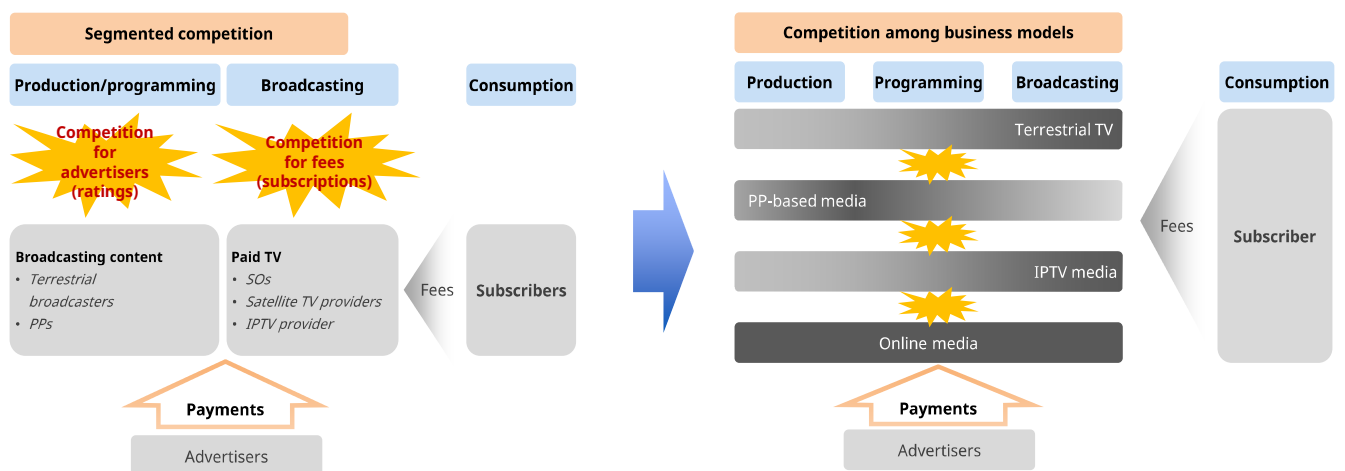 Segmented competition
Production/programming
Broadcasting
Consumption
Competition
for
advertisers
(ratings)
Competition
for fees
(subscriptions)
Broadcasting content
• Terrestrial
broadcasters
• PPs
Paid TV
• SOs
• Satellite TV providers
• IPTV provider
Fees
Subscribers
Payments
Advertisers
Competition among business models
Production
Programming
Broadcasting
Consumption
Terrestrial TV
PP-based media
IPTV media
Online media
Fees
Subscriber
Payments
Advertisers